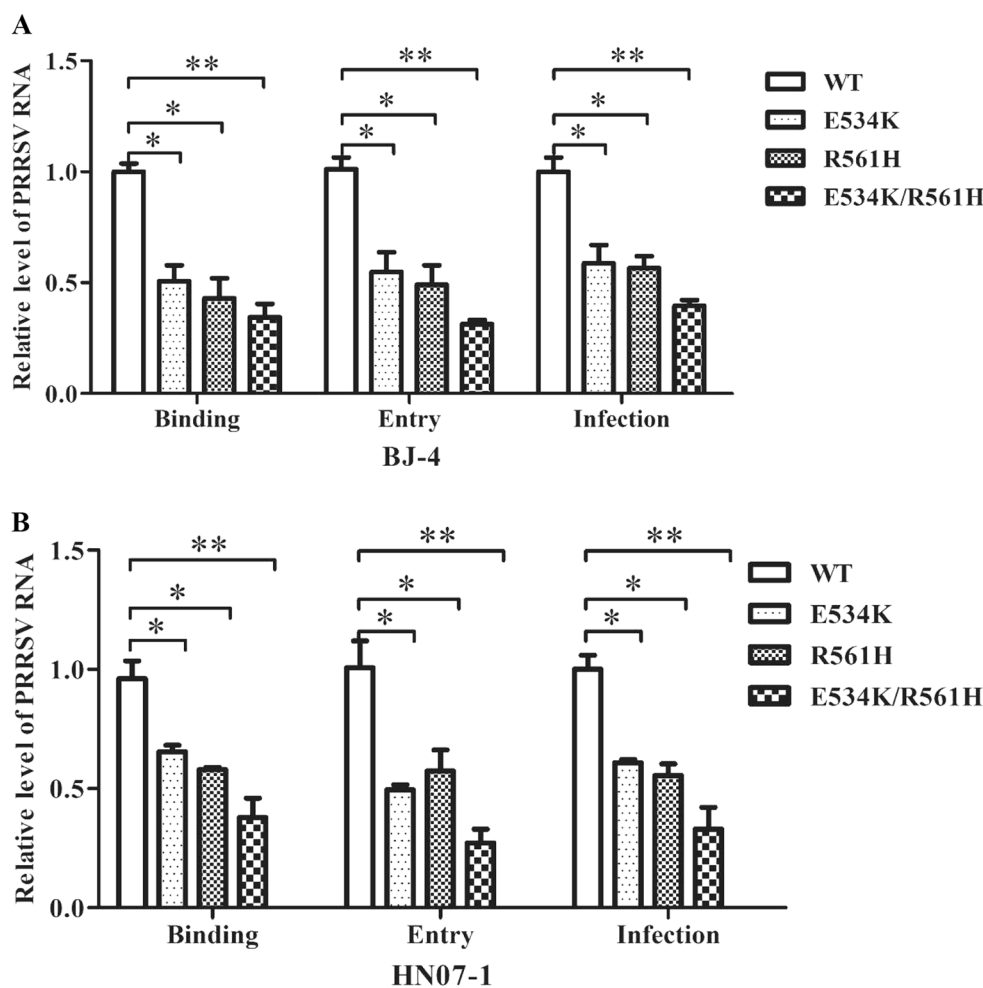 A
Relative level of PRRSV RNA
1.5
1.0
0.5
0.0
** ** **
* * *
* * *
WT
E534K
R561H
E534K/R561H
Binding Entry Infection
BJ-4
B
Relative level of PRRSV RNA
1.5
1.0
0.5
0.0
** ** **
* * *
* * *
WT
E534K
R561H
E534K/R561H
Binding Entry Infection
HN07-1